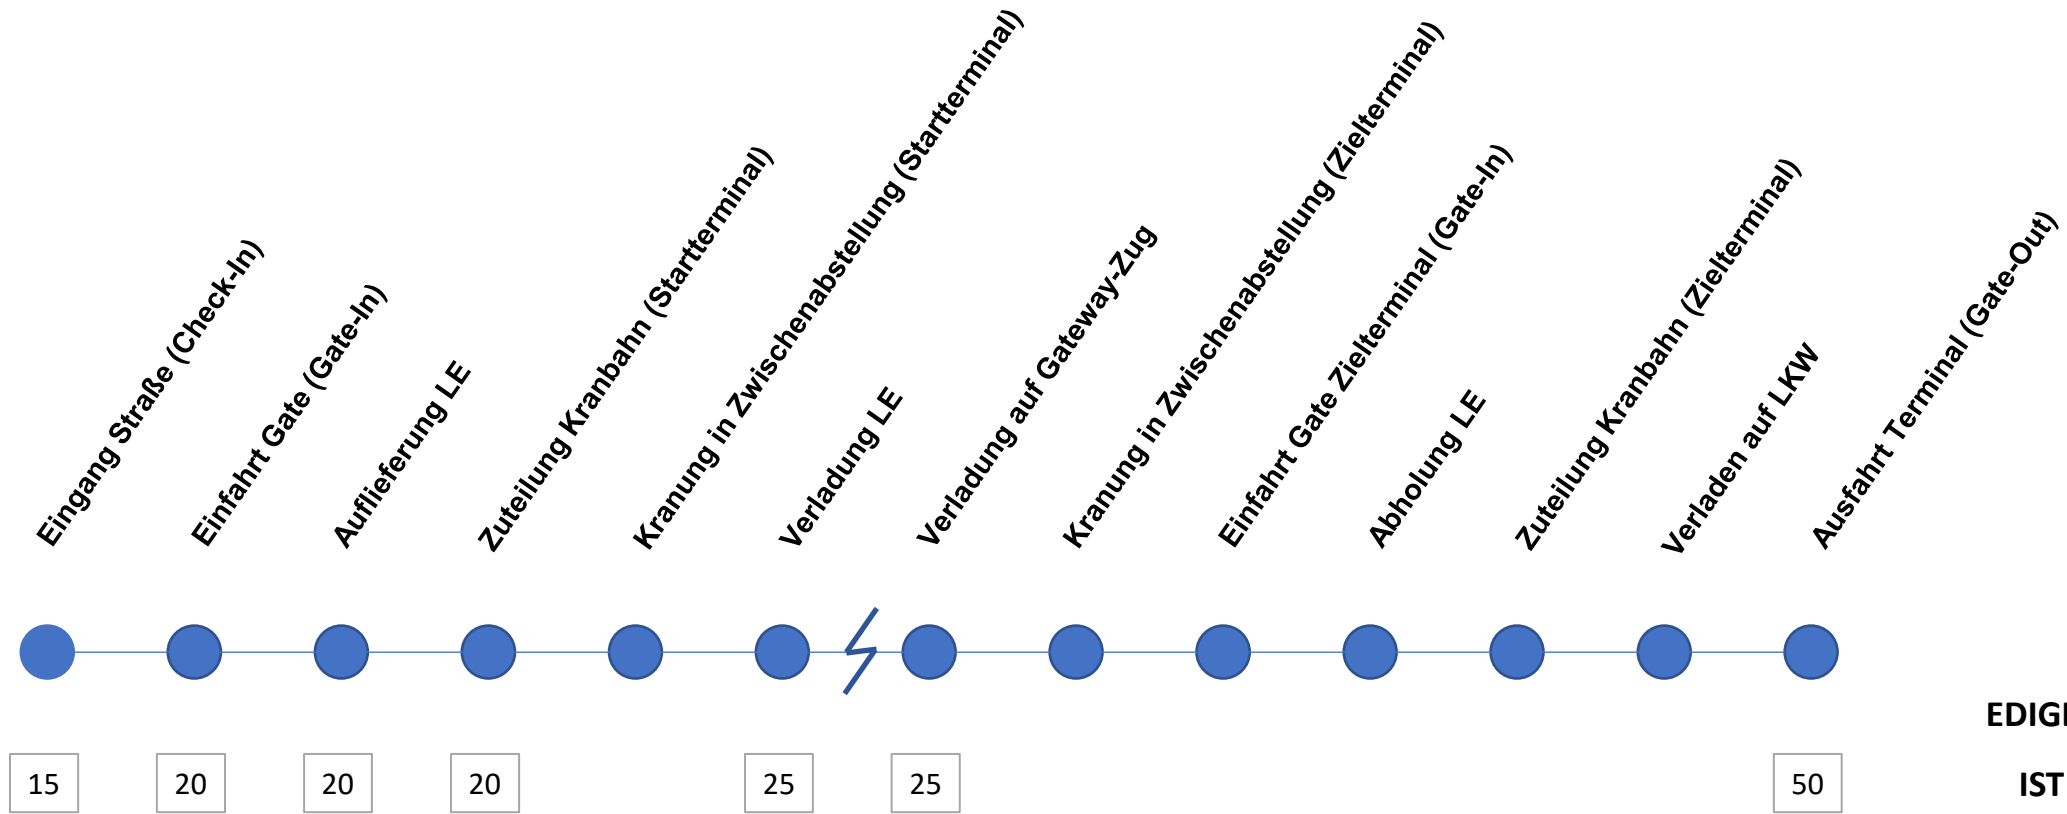 Eingang Straße (Check-In)
Einfahrt Gate (Gate-In)
Auflieferung LE
Zuteilung Kranbahn (Startterminal)
Kranung in Zwischenabstellung (Startterminal)
Verladung LE
Verladung auf Gateway-Zug
Kranung in Zwischenabstellung (Zielterminal)
Einfahrt Gate Zielterminal (Gate-In)
Abholung LE
Zuteilung Kranbahn (Zielterminal)
Verladen auf LKW
Ausfahrt Terminal (Gate-Out)
15 20 20 20 25 25 50 IST